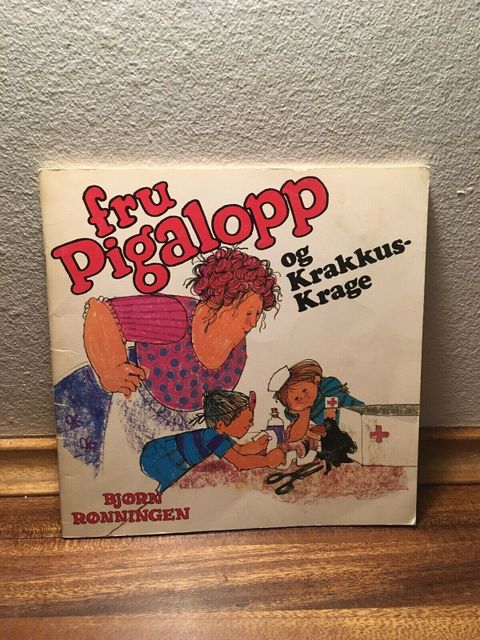 fru
Pigalopp
og
Krakkus-
Krage
BJØRN
RØNNINGEN